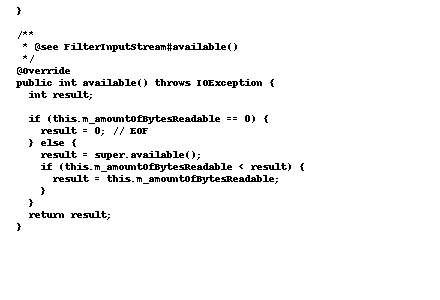 }

/**
 * @see FilterInputStream#available()
 */
@Override
public int available() throws IOException {
  int result;

  if (this.m_amountOfBytesReadable == 0) {
    result = 0; // EOF
  } else {
    result = super.available();
    if (this.m_amountOfBytesReadable < result) {
      result = this.m_amountOfBytesReadable;
    }
  }
  return result;
}